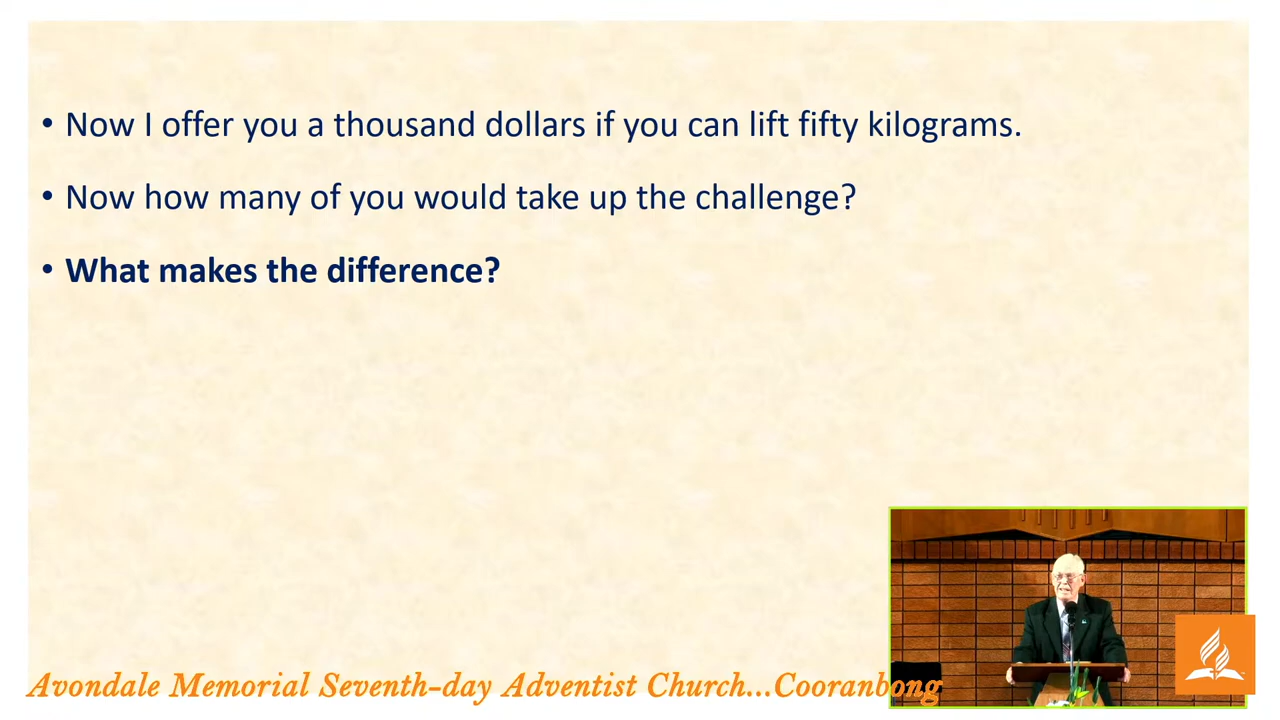 • Now I offer you a thousand dollars if you can lift fifty kilograms.
• Now how many of you would take up the challenge?
• What makes the difference?
Avondale Memorial Seventh-day Adventist Church...Cooranbong